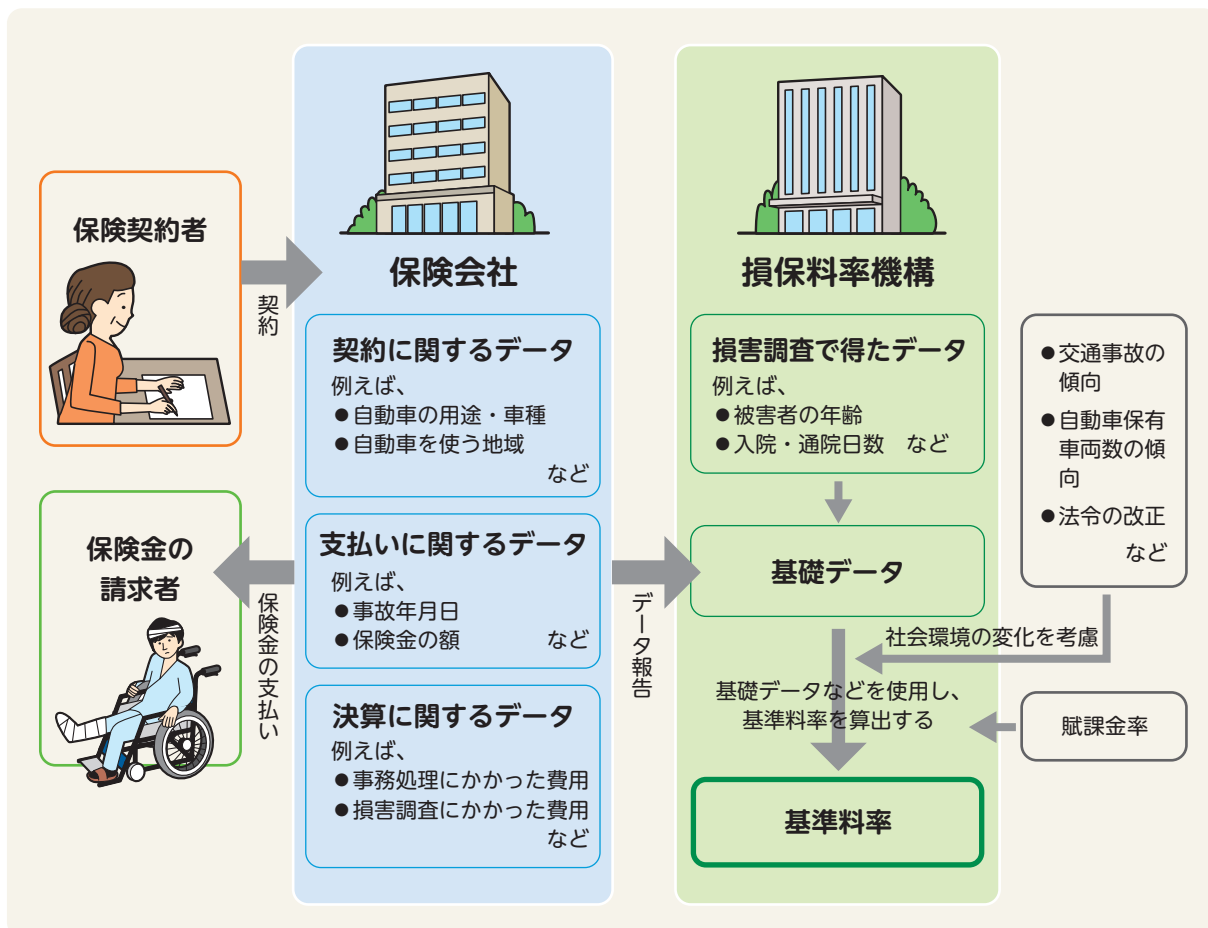 保険契約者
契約
保険金の
請求者
保険金の支払い
保険会社
契約に関するデータ
例えば、
●自動車の用途・車種
●自動車を使う地域
など
支払いに関するデータ
例えば、
●事故年月日
●保険金の額　など
決算に関するデータ
例えば、
●事務処理にかかった費用
●損害調査にかかった費用
など
データ報告
損保料率機構
損害調査で得たデータ
例えば、
●被害者の年齢
●入院・通院日数　など
基礎データ
社会環境の変化を考慮
基礎データなどを使用し、
基準料率を算出する
基準料率
●交通事故の
傾向
●自動車保有
車両数の傾
向
●法令の改正
など
賦課金率